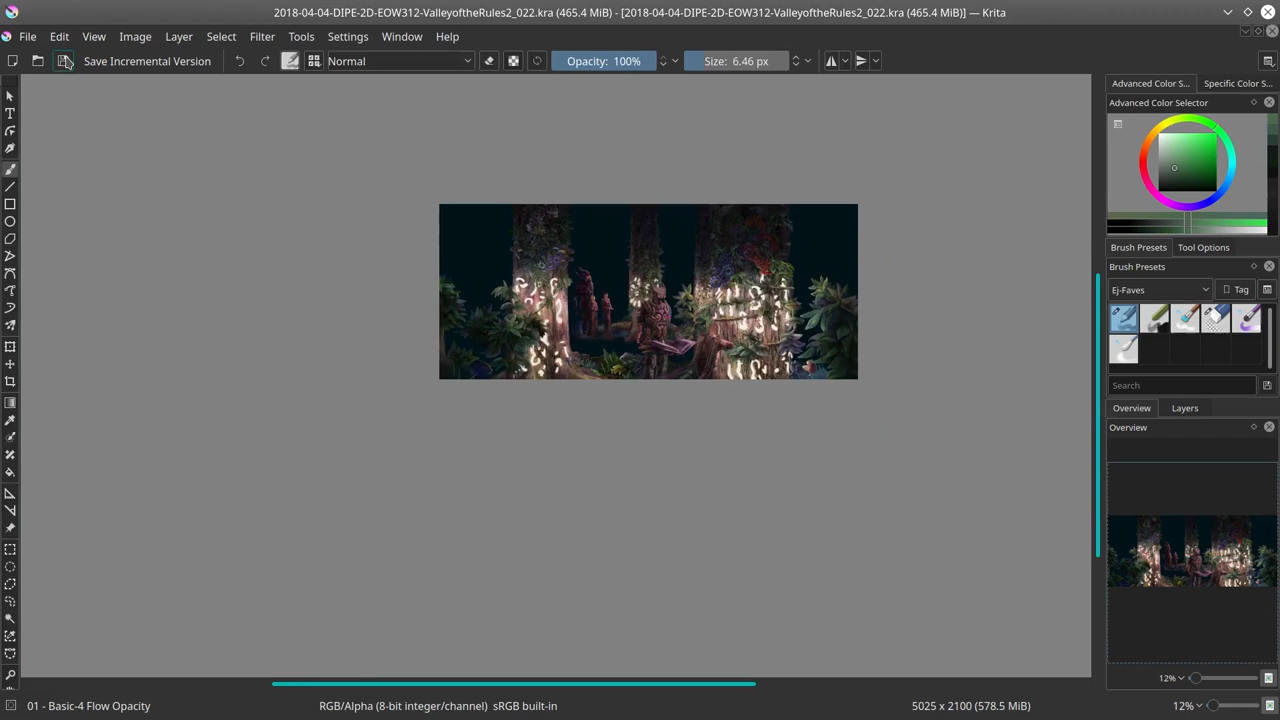 2018-04-04-DIPE-2D-EOW312-ValleyoftheRules2_022.kra (465.4 MiB) - [2018-04-04-DIPE-2D-EOW312-ValleyoftheRules2_022.kra (465.4 MiB)] — Krita
File Edit View Image Layer Select Filter Tools Settings Window Help
Save Incremental Version Normal Opacity: 100% Size: 6.46 px
Advanced Color S... Specific Color S...
Advanced Color Selector
Brush Presets Tool Options
Brush Presets
Ej-Faves Tag
Search
Overview Layers
Overview
12%
01 - Basic-4 Flow Opacity RGB/Alpha (8-bit integer/channel) sRGB built-in 5025 x 2100 (578.5 MiB) 12%